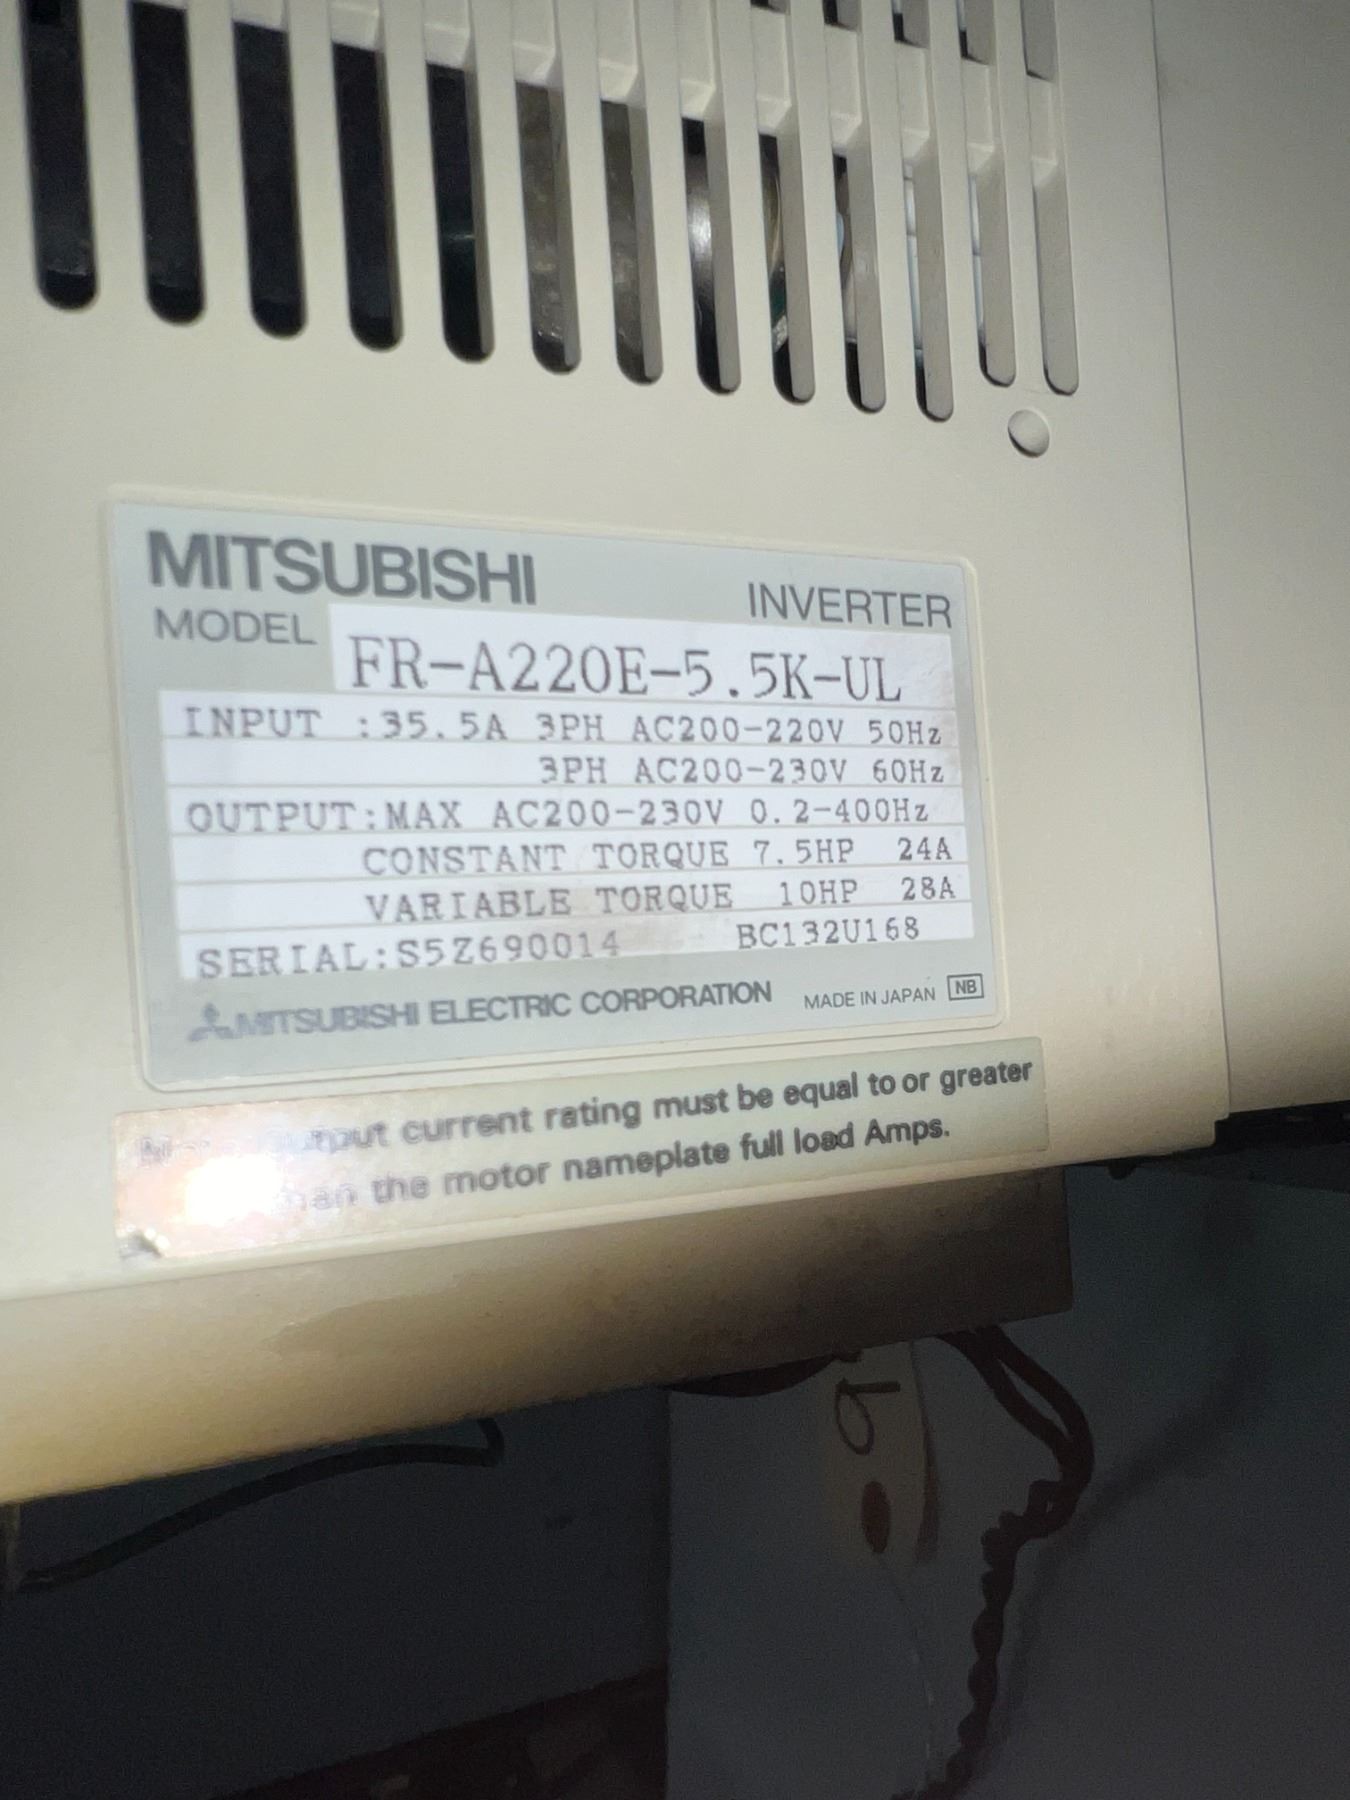 MITSUBISHI
INVERTER
MODEL FR-A220E-5.5K-UL
INPUT :35.5A 3PH AC200-220V 50Hz
3PH AC200-230V 60Hz
OUTPUT:MAX AC200-230V 0.2-400Hz
CONSTANT TORQUE 7.5HP 24A
VARIABLE TORQUE 10HP 28A
SERIAL:S5Z690014 BC132U168
MITSUBISHI ELECTRIC CORPORATION MADE IN JAPAN NB
output current rating must be equal to or greater
than the motor nameplate full load Amps.